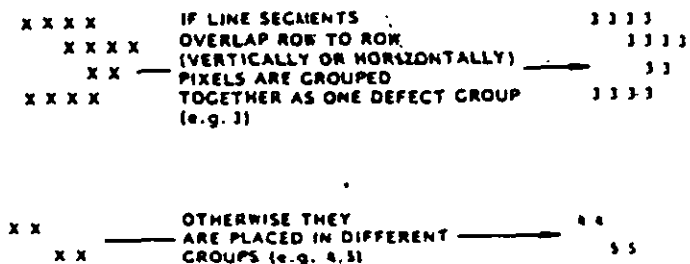 X X X X IF LINE SEGMENTS 3 3 3 3
X X X X OVERLAP ROW TO ROW 3 3 3 3
(VERTICALLY OR HORIZONTALLY)
X X PIXELS ARE GROUPED 3 3
X X X X TOGETHER AS ONE DEFECT GROUP 3 3 3 3
(e.g. 3)
X X OTHERWISE THEY 4 4
ARE PLACED IN DIFFERENT
X X GROUPS (e.g. 4,5) 5 5